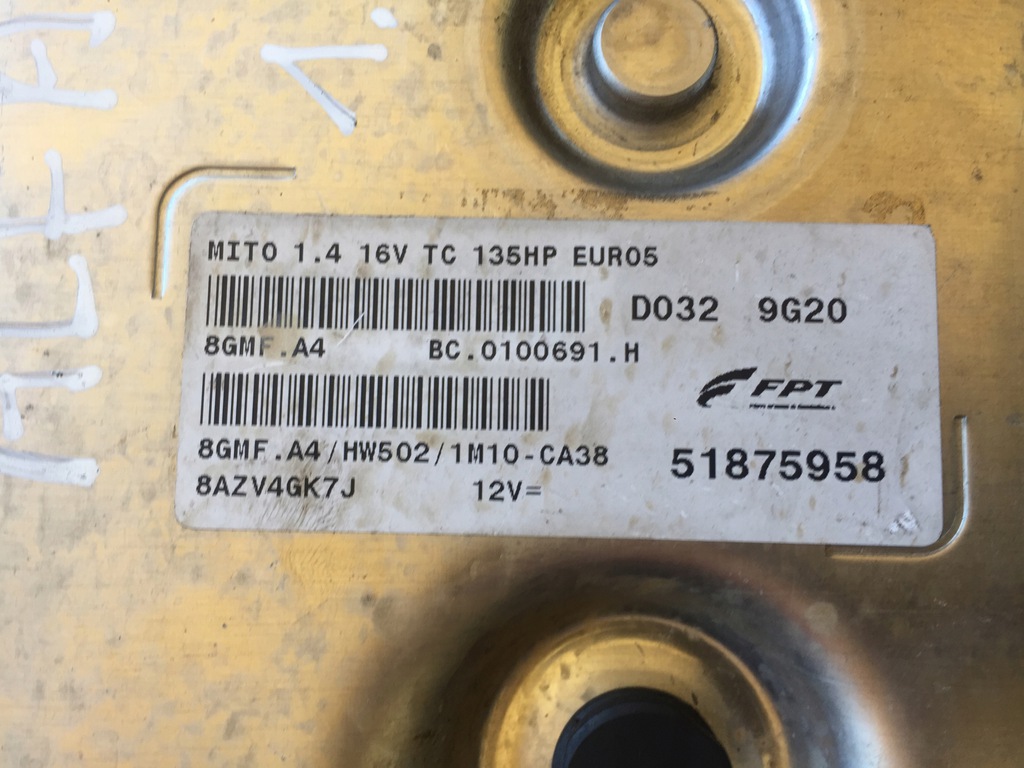 1.
MITO 1.4 16V TC 135HP EURO5
D032 9G20
8GMF.A4 BC.0100691.H
FPT
8GMF.A4/HW502/1M10-CA38
51875958
8AZV4GK7J 12V=